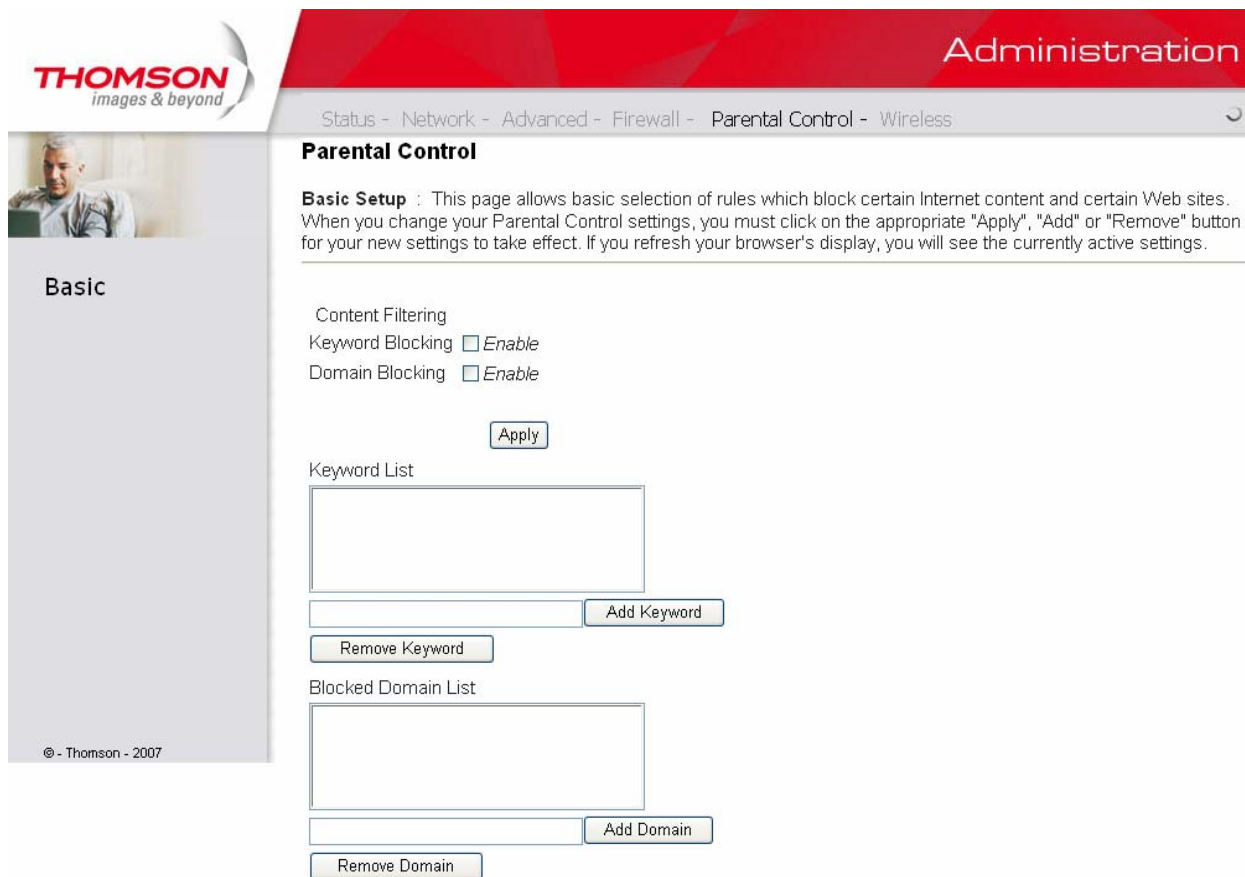 THOMSON
images & beyond
Administration
Status - Network - Advanced - Firewall - Parental Control - Wireless
Parental Control
Basic Setup : This page allows basic selection of rules which block certain Internet content and certain Web sites.
When you change your Parental Control settings, you must click on the appropriate "Apply", "Add" or "Remove" button
for your new settings to take effect. If you refresh your browser's display, you will see the currently active settings.
Basic
Content Filtering
Keyword Blocking Enable
Domain Blocking Enable
Apply
Keyword List
Add Keyword
Remove Keyword
Blocked Domain List
Add Domain
Remove Domain
© - Thomson - 2007